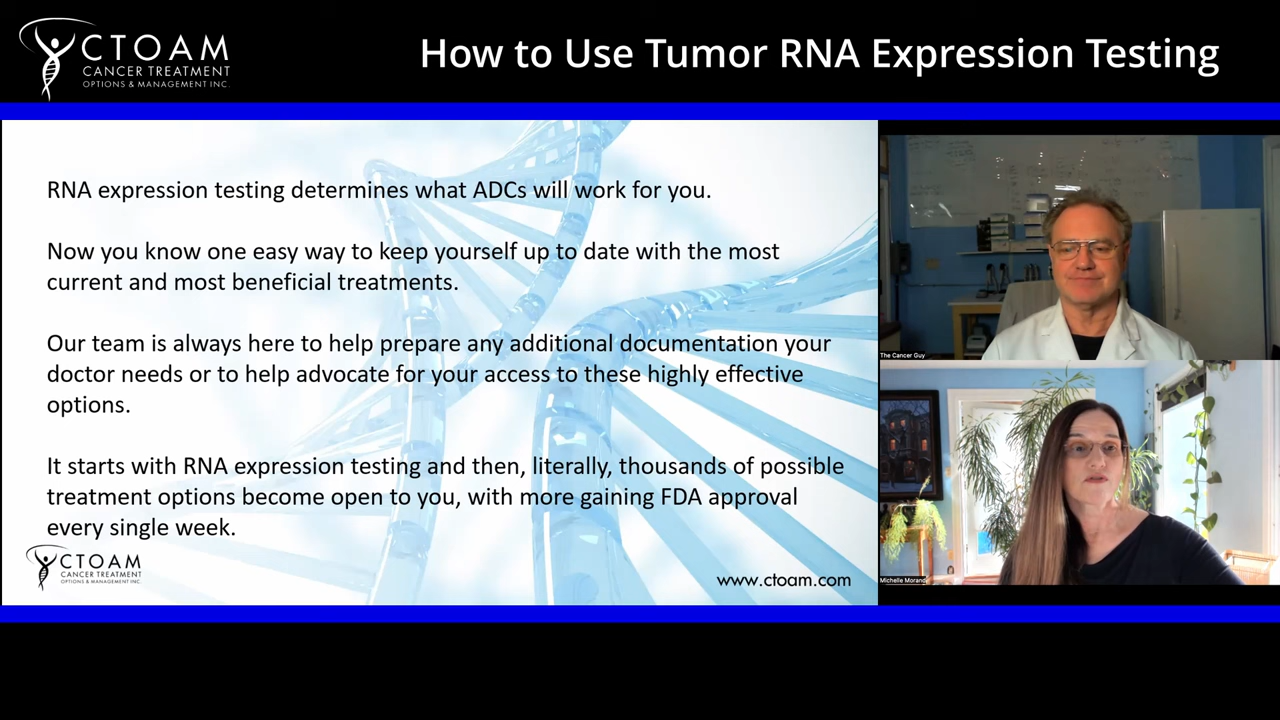 CTOAM
CANCER TREATMENT
OPTIONS & MANAGEMENT INC.
How to Use Tumor RNA Expression Testing
RNA expression testing determines what ADCs will work for you.
Now you know one easy way to keep yourself up to date with the most
current and most beneficial treatments.
Our team is always here to help prepare any additional documentation your
doctor needs or to help advocate for your access to these highly effective
options.
It starts with RNA expression testing and then, literally, thousands of possible
treatment options become open to you, with more gaining FDA approval
every single week.
CTOAM
CANCER TREATMENT
OPTIONS & MANAGEMENT INC.
www.ctoam.com
The Cancer Guy
Michelle Morand